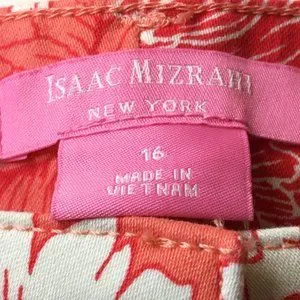 ISAAC MIZRAHI
NEW YORK
16
MADE IN
VIETNAM